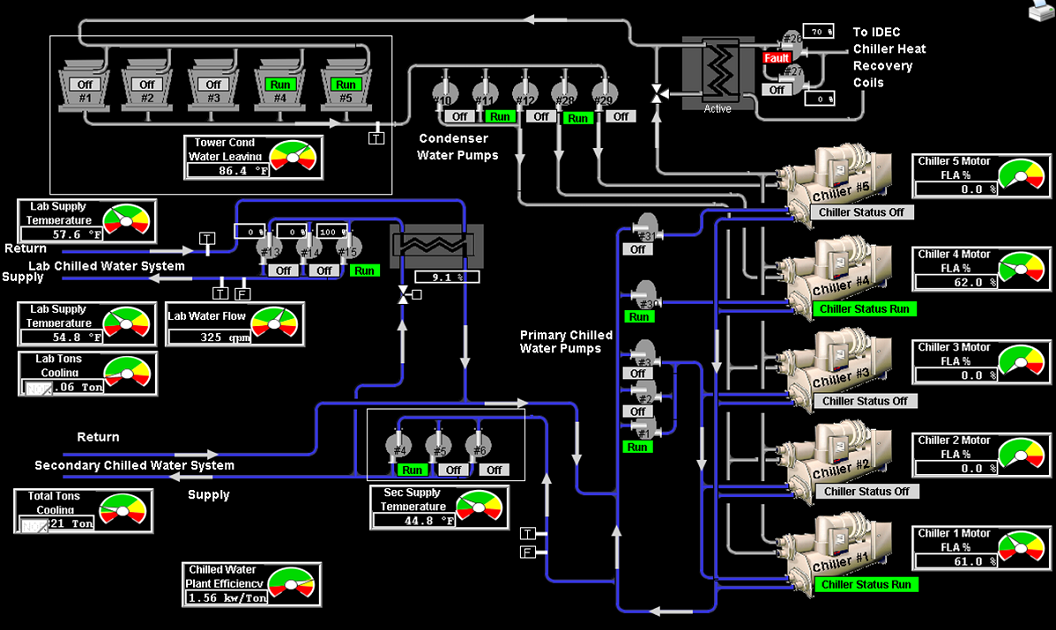 70 %
To IDEC
Chiller Heat
Recovery
Coils
#26
Fault
#27
Off
0 %
Active
Off
#1
Off
#2
Off
#3
Run
#4
Run
#5
#10
#11
#12
#28
#29
Off
Run
Off
Run
Off
Condenser
Water Pumps
T
Tower Cond
Water Leaving
86.4 °F
Chiller #5
Chiller Status Off
Chiller 5 Motor
FLA %
0.0 %
Lab Supply
Temperature
57.6 °F
Return
T
0 %
0 %
100 %
#13
#14
#15
Off
Off
Run
9.1 %
Lab Chilled Water System
Supply
T
F
#31
Off
Chiller #4
Chiller Status Run
Chiller 4 Motor
FLA %
62.0 %
Lab Supply
Temperature
54.8 °F
Lab Water Flow
325 gpm
#30
Run
Primary Chilled
Water Pumps
Lab Tons
Cooling
.06 Ton
#3
Off
#2
Off
#1
Run
Chiller #3
Chiller Status Off
Chiller 3 Motor
FLA %
0.0 %
Return
Secondary Chilled Water System
Supply
#4
#5
#6
Run
Off
Off
Chiller #2
Chiller Status Off
Chiller 2 Motor
FLA %
0.0 %
Total Tons
Cooling
321 Ton
Sec Supply
Temperature
44.8 °F
T
F
Chiller #1
Chiller Status Run
Chiller 1 Motor
FLA %
61.0 %
Chilled Water
Plant Efficiency
1.56 kw/Ton